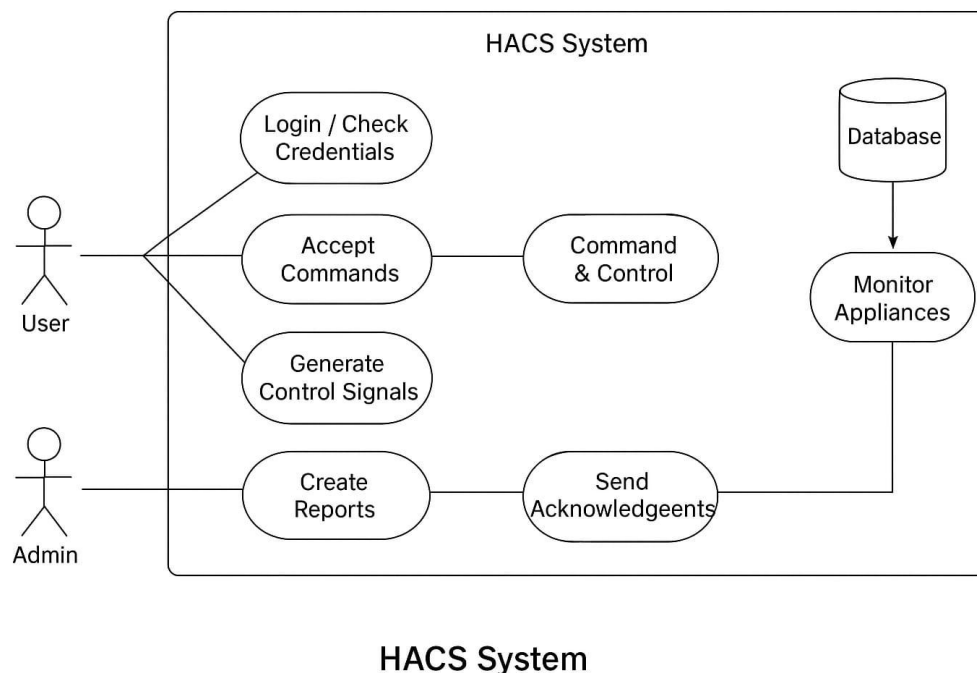 HACS System
Login / Check
Credentials
Database
User
Accept
Commands
Command
& Control
Monitor
Appliances
Generate
Control Signals
Admin
Create
Reports
Send
Acknowledgeents
HACS System